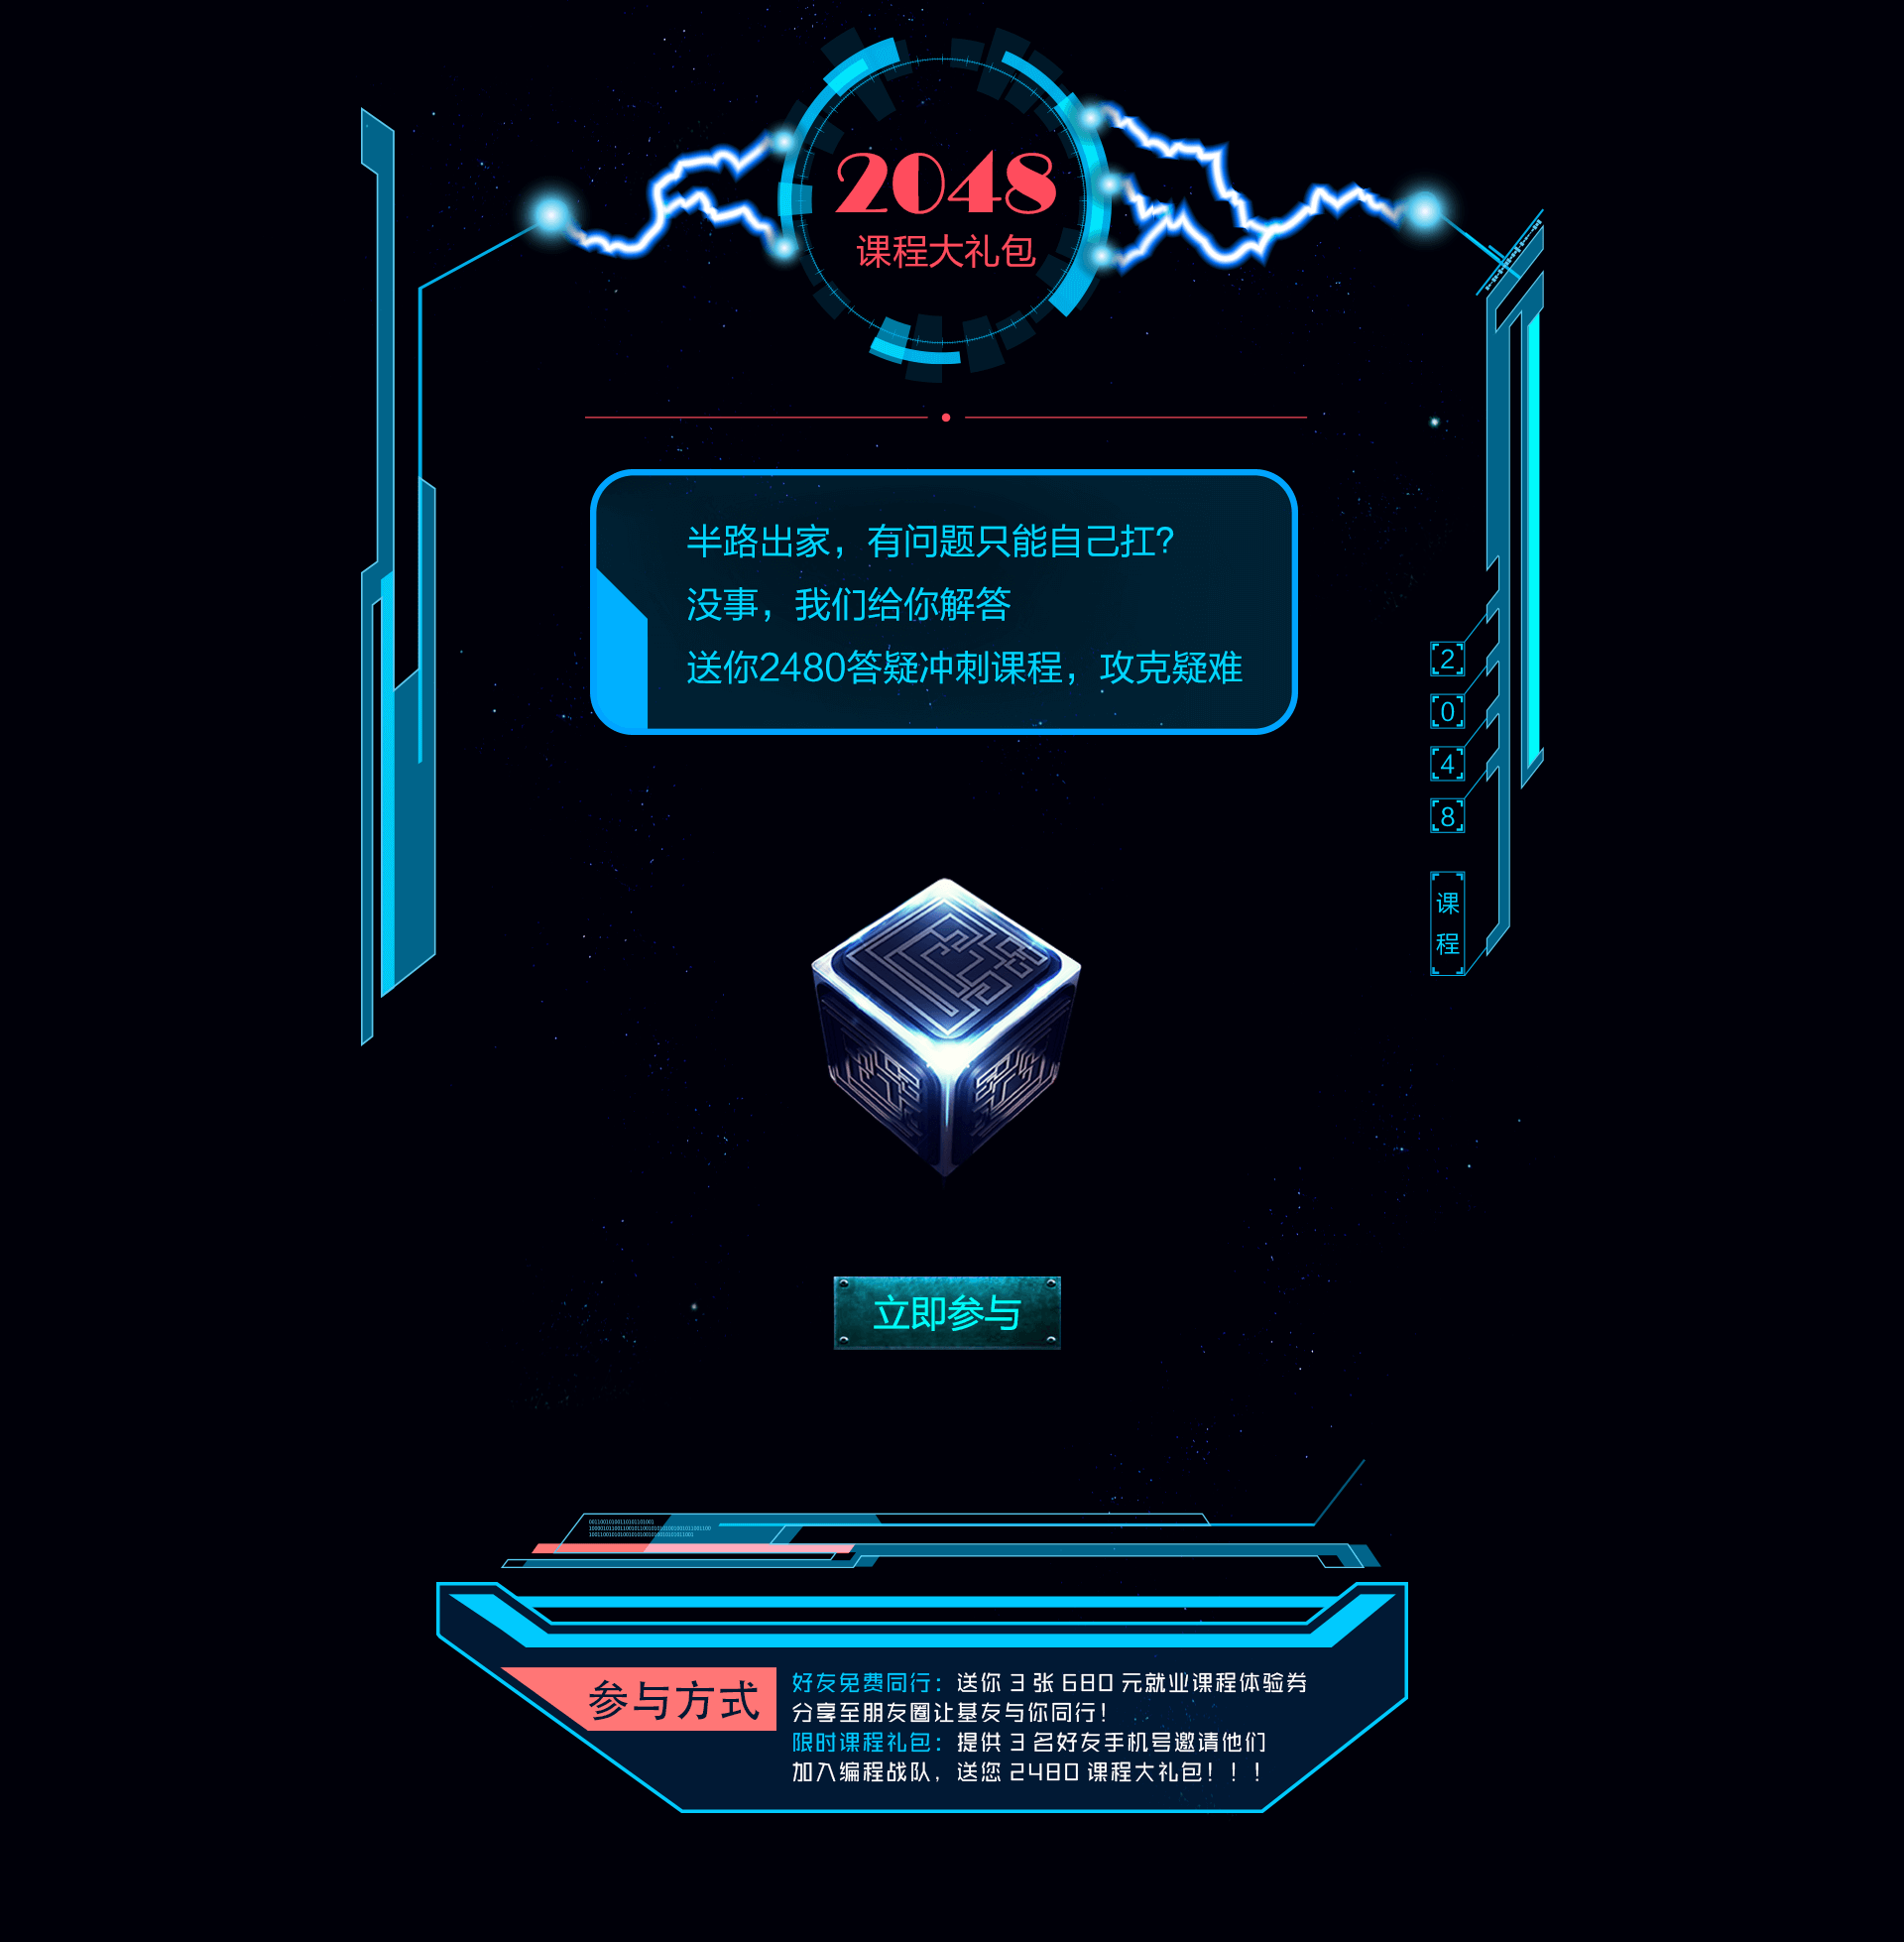 2048
课程大礼包
半路出家，有问题只能自己扛？
没事，我们给你解答
送你2480答疑冲刺课程，攻克疑难
2
0
4
8
课
程
立即参与
参与方式
好友免费同行：送你 3 张 680 元就业课程体验券
分享至朋友圈让基友与你同行！
限时课程礼包：提供 3 名好友手机号邀请他们
加入编程战队，送您 2480 课程大礼包！！！